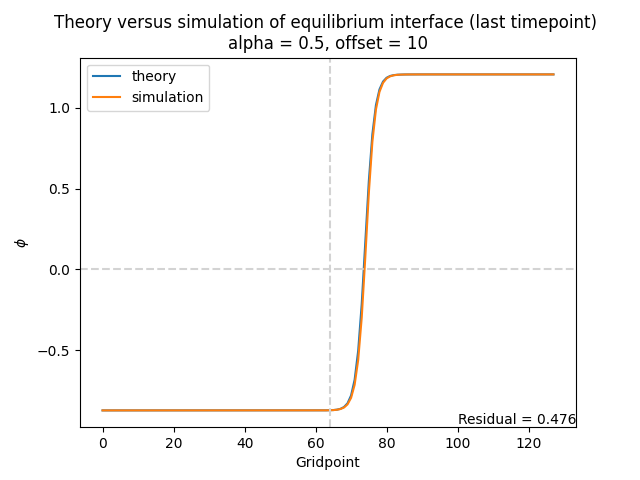 Theory versus simulation of equilibrium interface (last timepoint)
alpha = 0.5, offset = 10
theory
simulation
1.0
0.5
0.0
−0.5
ϕ
Residual = 0.476
0 20 40 60 80 100 120
Gridpoint